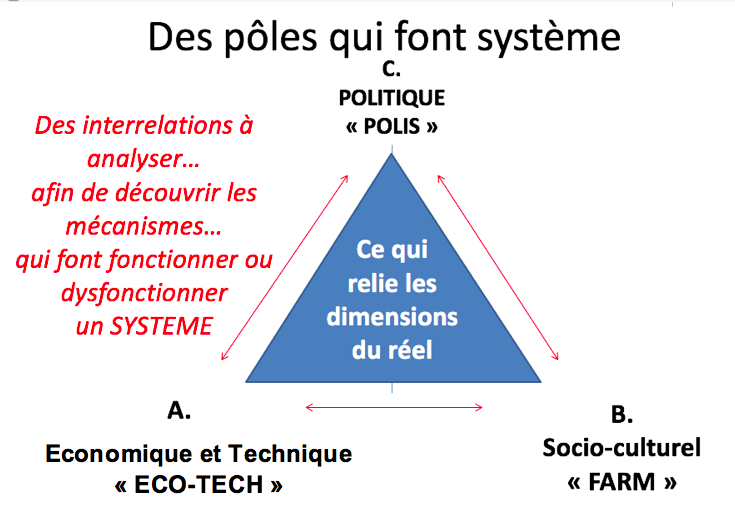 Des pôles qui font système
C.
POLITIQUE
« POLIS »
Des interrelations à
analyser...
afin de découvrir les
mécanismes...
qui font fonctionner ou
dysfonctionner
un SYSTEME
Ce qui
relie les
dimensions
du réel
A.
Economique et Technique
« ECO-TECH »
B.
Socio-culturel
« FARM »